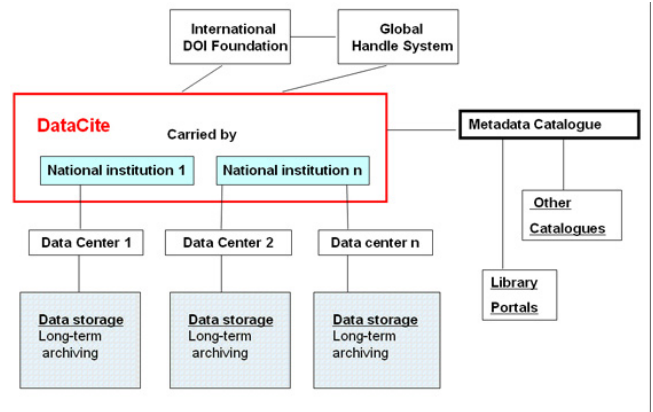 International
DOI Foundation
Global
Handle System
DataCite
Carried by
Metadata Catalogue
National institution 1
National institution n
Other
Catalogues
Data Center 1
Data Center 2
Data center n
Library
Portals
Data storage
Long-term
archiving
Data storage
Long-term
archiving
Data storage
Long-term
archiving